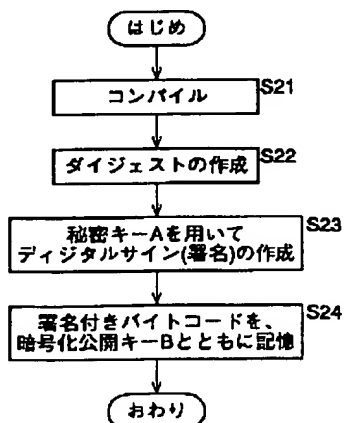 はじめ
コンパイル S21
ダイジェストの作成 S22
秘密キーAを用いて S23
ディジタルサイン(署名)の作成
署名付きバイトコードを、 S24
暗号化公開キーBとともに記憶
おわり